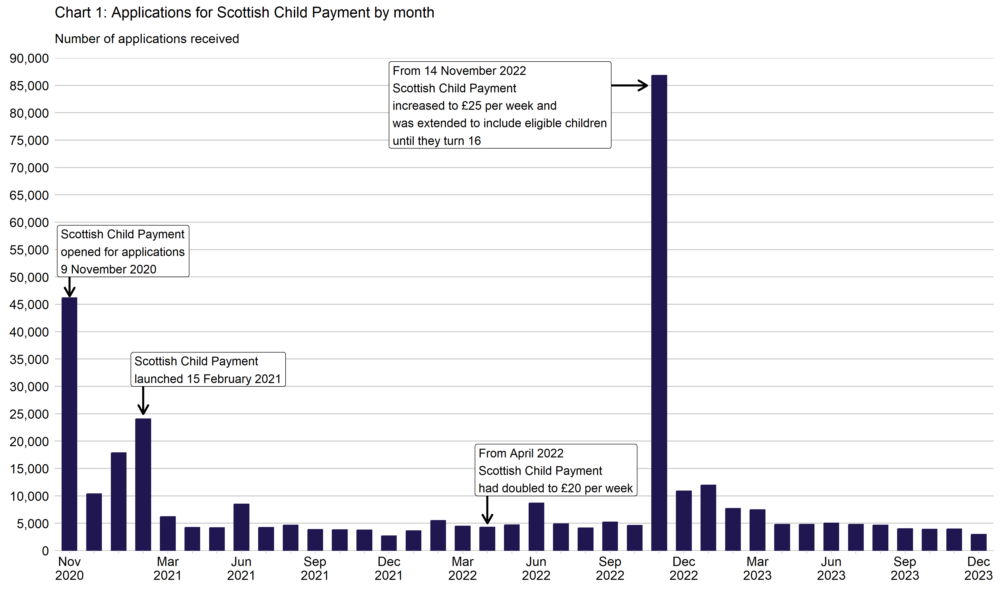 Chart 1: Applications for Scottish Child Payment by month
Number of applications received
90,000
85,000
80,000
75,000
70,000
65,000
60,000
55,000
50,000
45,000
40,000
35,000
30,000
25,000
20,000
15,000
10,000
5,000
0
From 14 November 2022
Scottish Child Payment
increased to £25 per week and
was extended to include eligible children
until they turn 16
Scottish Child Payment
opened for applications
9 November 2020
Scottish Child Payment
launched 15 February 2021
From April 2022
Scottish Child Payment
had doubled to £20 per week
Nov Mar Jun Sep Dec Mar Jun Sep Dec Mar Jun Sep Dec
2020 2021 2021 2021 2021 2022 2022 2022 2022 2023 2023 2023 2023